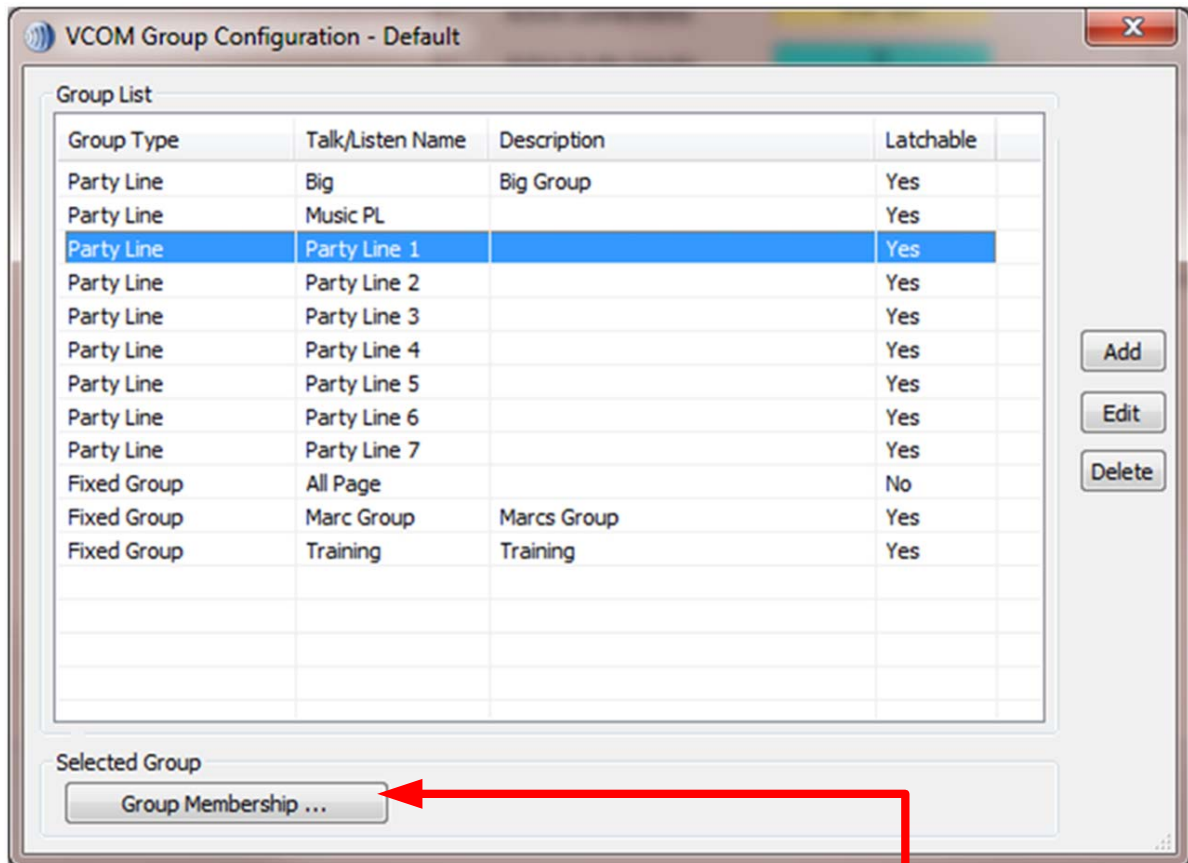 VCOM Group Configuration - Default
Group List
Group Type Talk/Listen Name Description Latchable
Party Line Big Big Group Yes
Party Line Music PL Yes
Party Line Party Line 1 Yes
Party Line Party Line 2 Yes
Party Line Party Line 3 Yes
Party Line Party Line 4 Yes
Party Line Party Line 5 Yes
Party Line Party Line 6 Yes
Party Line Party Line 7 Yes
Fixed Group All Page No
Fixed Group Marc Group Marcs Group Yes
Fixed Group Training Training Yes
Add
Edit
Delete
Selected Group
Group Membership ...